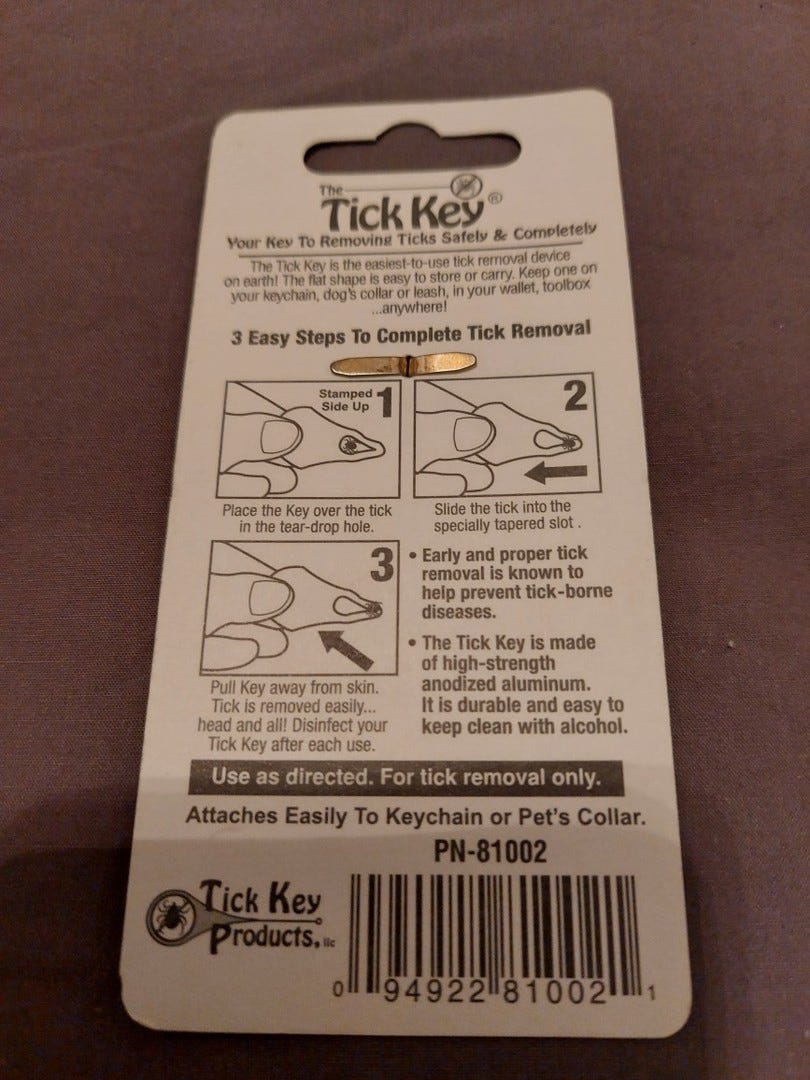 The
Tick Key®
Your Key To Removing Ticks Safely & Completely
The Tick Key is the easiest-to-use tick removal device
on earth! The flat shape is easy to store or carry. Keep one on
your keychain, dog's collar or leash, in your wallet, toolbox
...anywhere!
3 Easy Steps To Complete Tick Removal
Stamped
Side Up
1
Place the Key over the tick
in the tear-drop hole.
2
Slide the tick into the
specially tapered slot .
3
Pull Key away from skin.
Tick is removed easily...
head and all! Disinfect your
Tick Key after each use.
• Early and proper tick
removal is known to
help prevent tick-borne
diseases.
• The Tick Key is made
of high-strength
anodized aluminum.
It is durable and easy to
keep clean with alcohol.
Use as directed. For tick removal only.
Attaches Easily To Keychain or Pet's Collar.
PN-81002
Tick Key
Products, llc
0 94922 81002 1